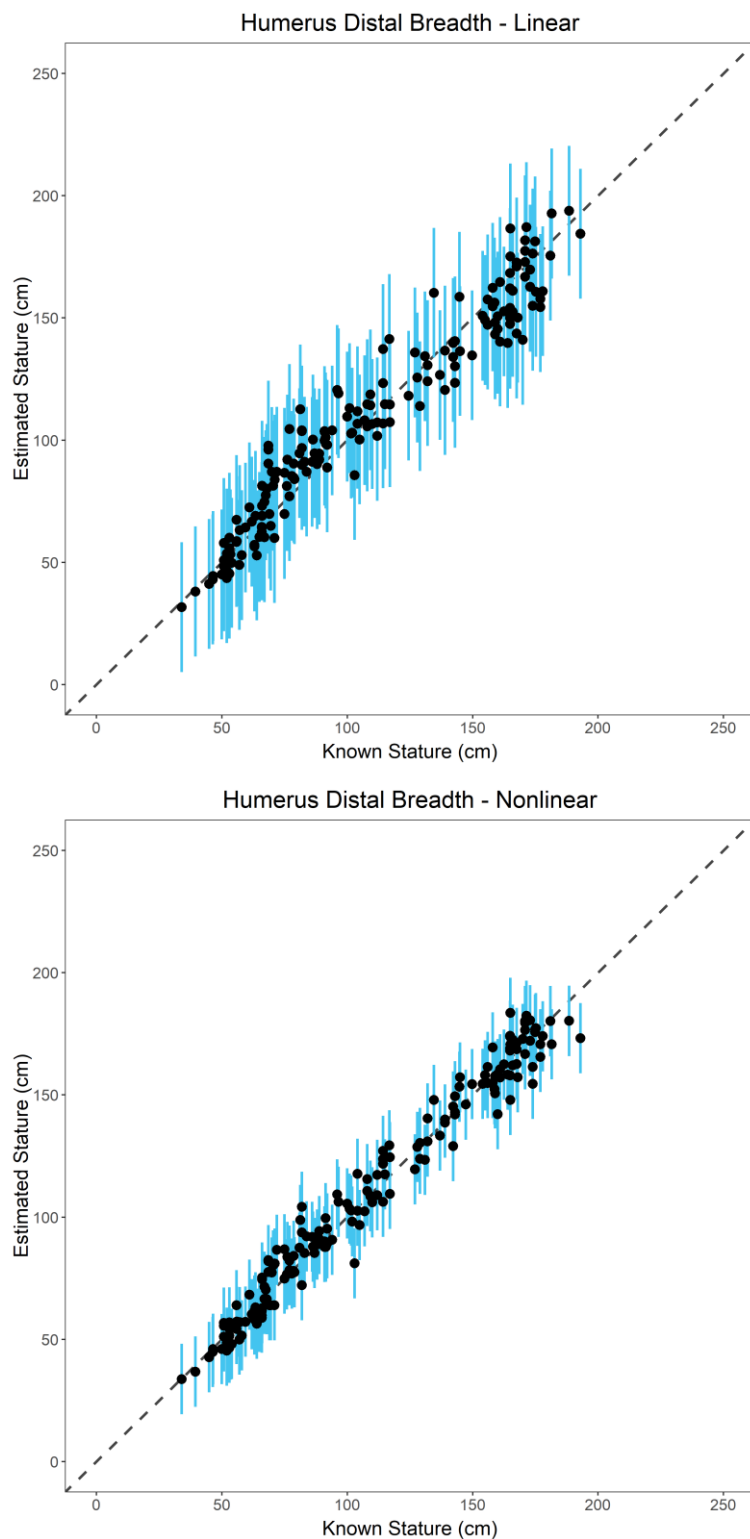 Humerus Distal Breadth - Linear
250
200
150
100
50
0
Estimated Stature (cm)
0 50 100 150 200 250
Known Stature (cm)
Humerus Distal Breadth - Nonlinear
250
200
150
100
50
0
Estimated Stature (cm)
0 50 100 150 200 250
Known Stature (cm)